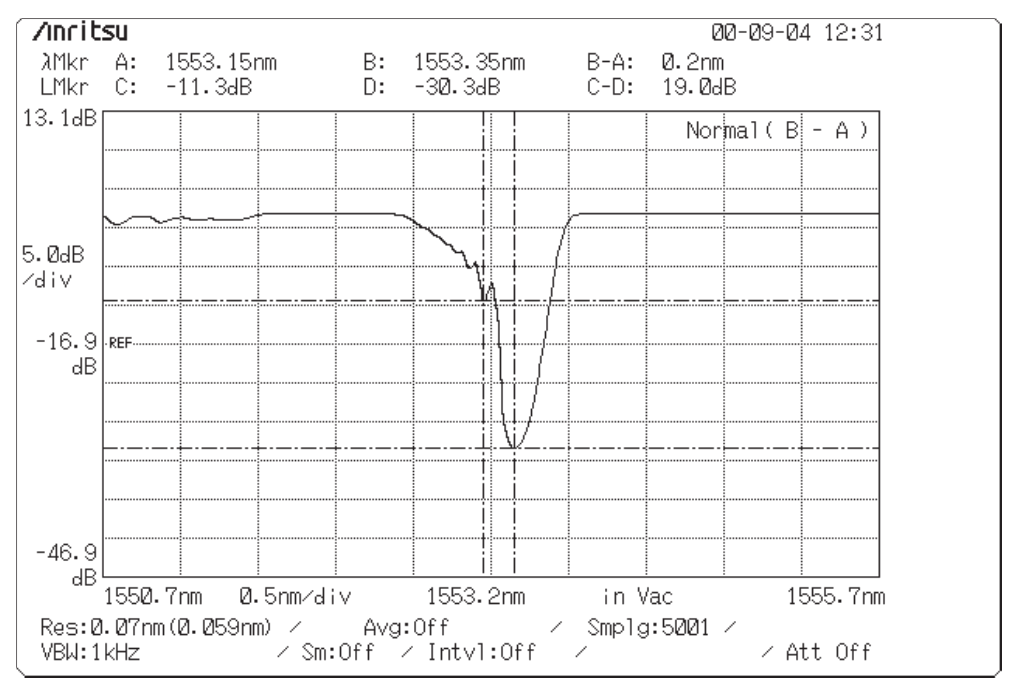 Anritsu 00-09-04 12:31
λMkr A: 1553.15nm B: 1553.35nm B-A: 0.2nm
LMkr C: -11.3dB D: -30.3dB C-D: 19.0dB
13.1dB
Normal( B - A )
5.0dB
/div
-16.9 REF
dB
-46.9
dB
1550.7nm 0.5nm/div 1553.2nm in Vac 1555.7nm
Res:0.07nm(0.059nm) / Avg:Off / Smplg:5001 /
VBW:1kHz / Sm:Off / Intvl:Off / / Att Off